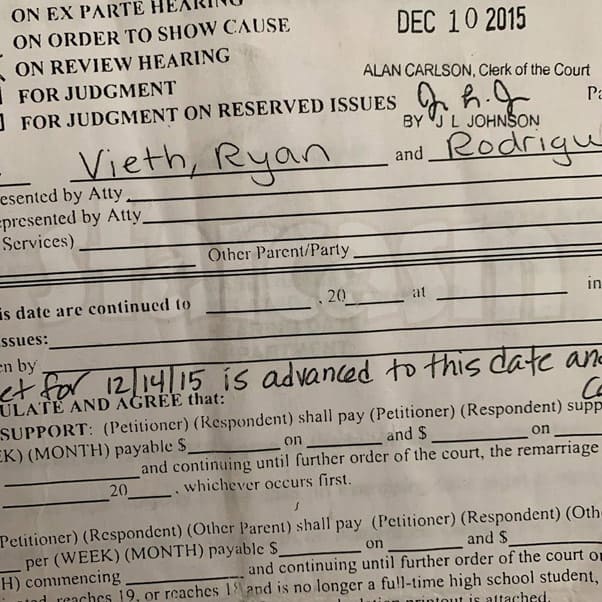 ON EX PARTE HEARING
ON ORDER TO SHOW CAUSE
DEC 10 2015
ON REVIEW HEARING
ALAN CARLSON, Clerk of the Court
FOR JUDGMENT
FOR JUDGMENT ON RESERVED ISSUES
BY J L JOHNSON
Vieth, Ryan and Rodrigu
esented by Atty.
epresented by Atty.
Services)
Other Parent/Party
is date are continued to , 20 at in
ssues:
en by
et for 12/14/15 is advanced to this date and
ULATE AND AGREE that:
SUPPORT: (Petitioner) (Respondent) shall pay (Petitioner) (Respondent) supp
EK) (MONTH) payable $ on and $ on
and continuing until further order of the court, the remarriage
20 , whichever occurs first.
Petitioner) (Respondent) (Other Parent) shall pay (Petitioner) (Respondent) (Oth
per (WEEK) (MONTH) payable $ on and $
H) commencing and continuing until further order of the court or
reaches 19, or reaches 18 and is no longer a full-time high school student,
printout is attached.